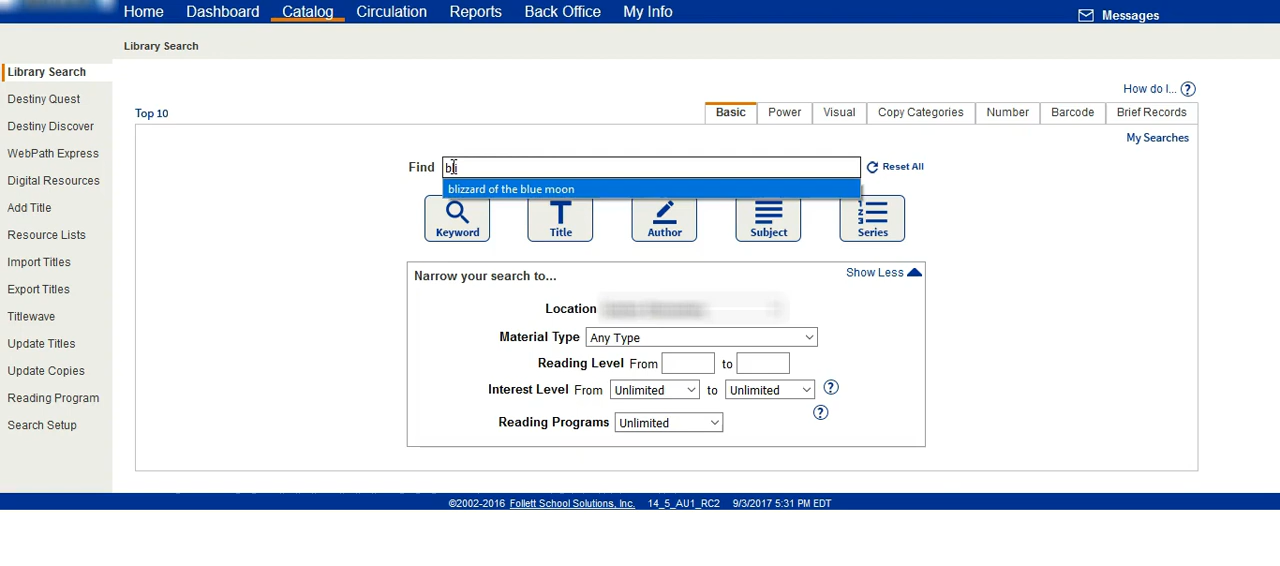 Home Dashboard Catalog Circulation Reports Back Office My Info Messages
Library Search
Library Search
Destiny Quest
Destiny Discover
WebPath Express
Digital Resources
Add Title
Resource Lists
Import Titles
Export Titles
Titlewave
Update Titles
Update Copies
Reading Program
Search Setup
How do I... ?
Top 10 Basic Power Visual Copy Categories Number Barcode Brief Records
My Searches
Find bli Reset All
blizzard of the blue moon
Keyword Title Author Subject Series
Narrow your search to... Show Less
Location
Material Type Any Type
Reading Level From to
Interest Level From Unlimited to Unlimited ?
Reading Programs Unlimited ?
©2002-2016 Follett School Solutions, Inc. 14_5_AU1_RC2 9/3/2017 5:31 PM EDT